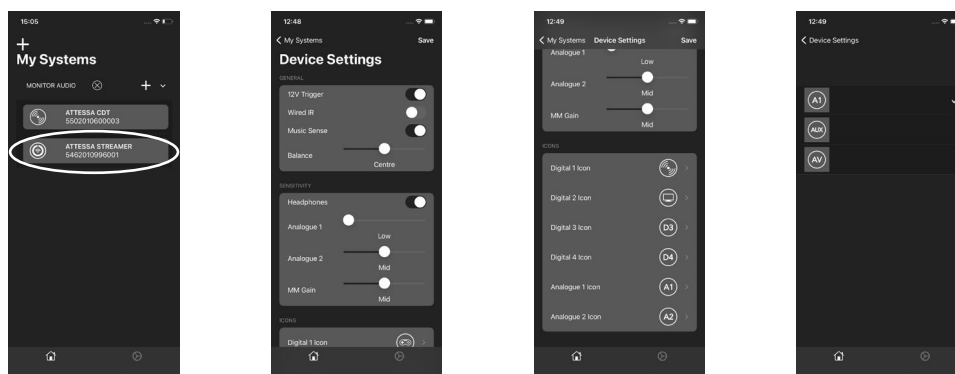 15:05
+
My Systems
MONITOR AUDIO
+
ATTESSA CDT
5502010600003
ATTESSA STREAMER
5462010996001
12:48
My Systems Save
Device Settings
GENERAL
12V Trigger
Wired IR
Music Sense
Balance
Centre
SENSITIVITY
Headphones
Analogue 1
Low
Analogue 2
Mid
MM Gain
Mid
ICONS
Digital 1 Icon
12:49
My Systems Device Settings Save
Analogue 1
Low
Analogue 2
Mid
MM Gain
Mid
ICONS
Digital 1 Icon
Digital 2 Icon
Digital 3 Icon D3
Digital 4 Icon D4
Analogue 1 Icon A1
Analogue 2 Icon A2
12:49
Device Settings
A1
AUX
AV